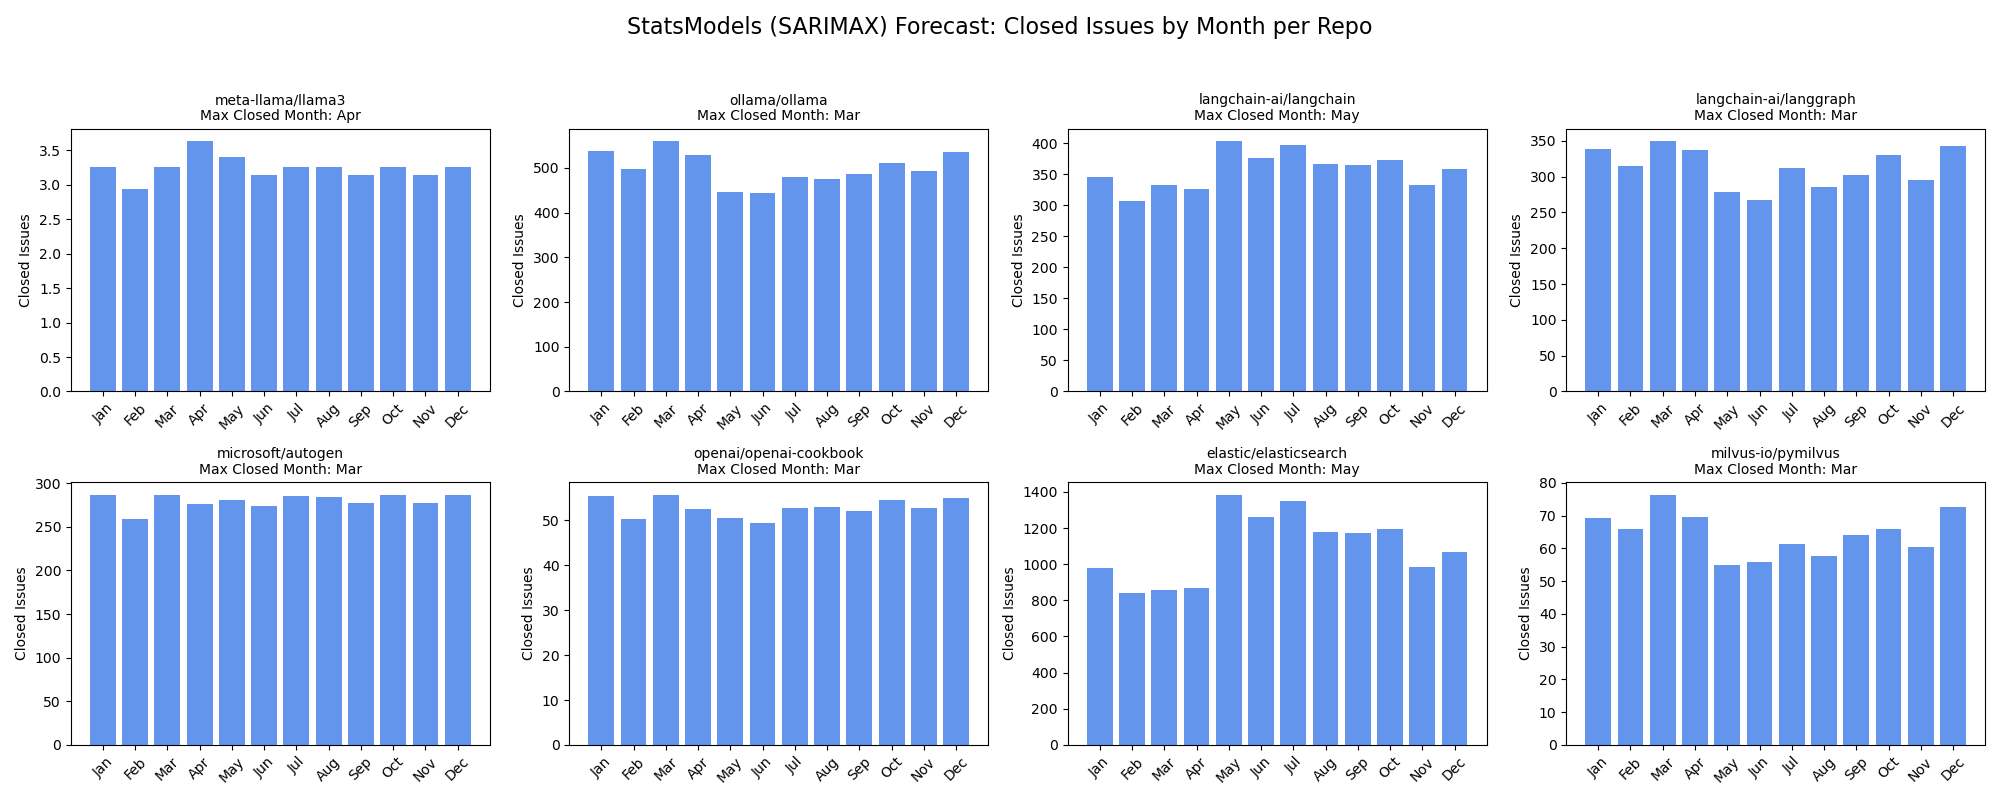 StatsModels (SARIMAX) Forecast: Closed Issues by Month per Repo
meta-llama/llama3
Max Closed Month: Apr
Closed Issues
3.5
3.0
2.5
2.0
1.5
1.0
0.5
0.0
Jan Feb Mar Apr May Jun Jul Aug Sep Oct Nov Dec
ollama/ollama
Max Closed Month: Mar
Closed Issues
500
400
300
200
100
0
Jan Feb Mar Apr May Jun Jul Aug Sep Oct Nov Dec
langchain-ai/langchain
Max Closed Month: May
Closed Issues
400
350
300
250
200
150
100
50
0
Jan Feb Mar Apr May Jun Jul Aug Sep Oct Nov Dec
langchain-ai/langgraph
Max Closed Month: Mar
Closed Issues
350
300
250
200
150
100
50
0
Jan Feb Mar Apr May Jun Jul Aug Sep Oct Nov Dec
microsoft/autogen
Max Closed Month: Mar
Closed Issues
300
250
200
150
100
50
0
Jan Feb Mar Apr May Jun Jul Aug Sep Oct Nov Dec
openai/openai-cookbook
Max Closed Month: Mar
Closed Issues
50
40
30
20
10
0
Jan Feb Mar Apr May Jun Jul Aug Sep Oct Nov Dec
elastic/elasticsearch
Max Closed Month: May
Closed Issues
1400
1200
1000
800
600
400
200
0
Jan Feb Mar Apr May Jun Jul Aug Sep Oct Nov Dec
milvus-io/pymilvus
Max Closed Month: Mar
Closed Issues
80
70
60
50
40
30
20
10
0
Jan Feb Mar Apr May Jun Jul Aug Sep Oct Nov Dec